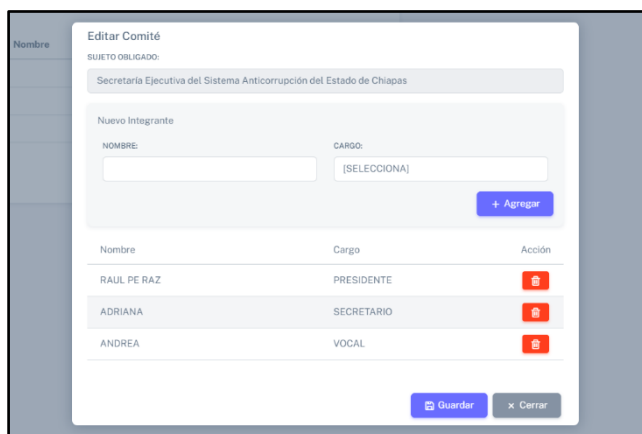 Nombre
Editar Comité
SUJETO OBLIGADO:
Secretaría Ejecutiva del Sistema Anticorrupción del Estado de Chiapas
Nuevo Integrante
NOMBRE: CARGO:
[SELECCIONA]
+ Agregar
Nombre Cargo Acción
RAUL PE RAZ PRESIDENTE
ADRIANA SECRETARIO
ANDREA VOCAL
Guardar x Cerrar